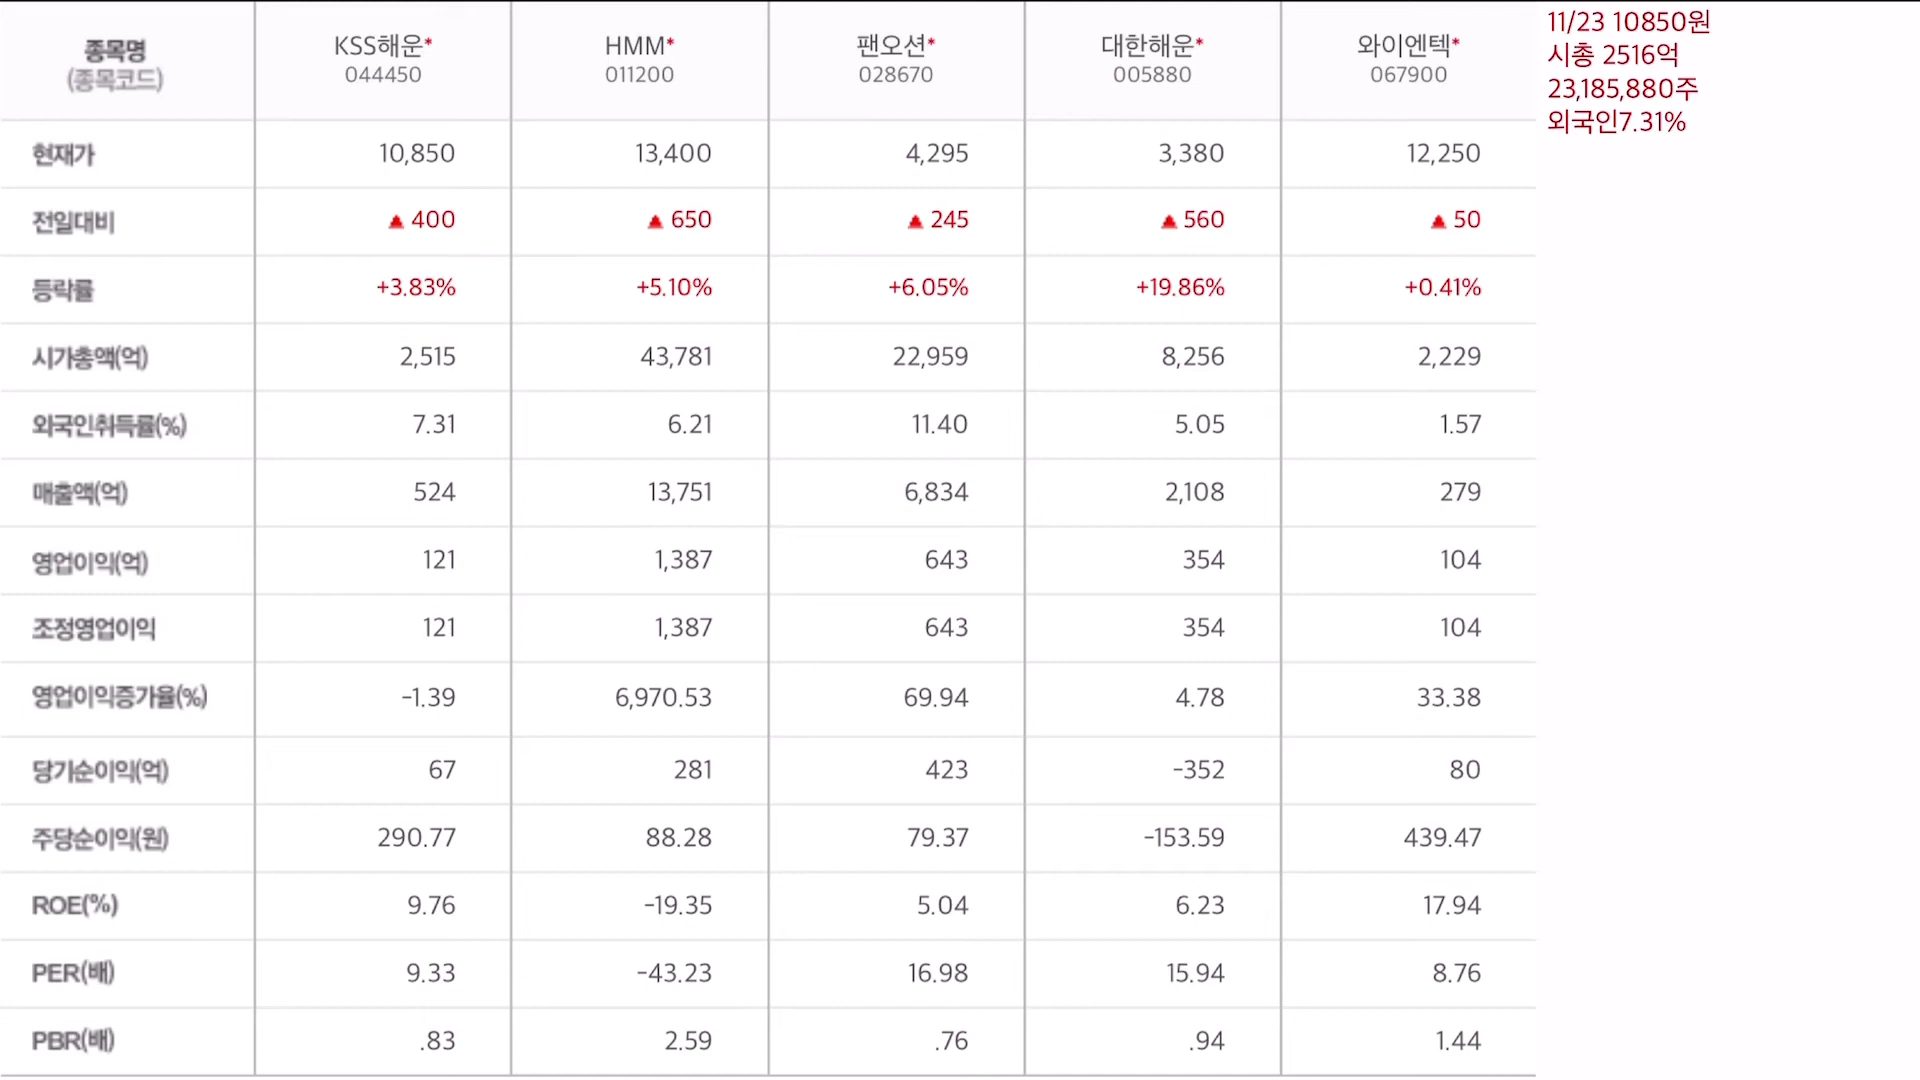 종목명 KSS해운* HMM* 팬오션* 대한해운* 와이엔텍*
(종목코드) 044450 011200 028670 005880 067900
11/23 10850원
시총 2516억
23,185,880주
외국인7.31%
현재가 10,850 13,400 4,295 3,380 12,250
전일대비 ▲ 400 ▲ 650 ▲ 245 ▲ 560 ▲ 50
등락률 +3.83% +5.10% +6.05% +19.86% +0.41%
시가총액(억) 2,515 43,781 22,959 8,256 2,229
외국인취득률(%) 7.31 6.21 11.40 5.05 1.57
매출액(억) 524 13,751 6,834 2,108 279
영업이익(억) 121 1,387 643 354 104
조정영업이익 121 1,387 643 354 104
영업이익증가율(%) -1.39 6,970.53 69.94 4.78 33.38
당기순이익(억) 67 281 423 -352 80
주당순이익(원) 290.77 88.28 79.37 -153.59 439.47
ROE(%) 9.76 -19.35 5.04 6.23 17.94
PER(배) 9.33 -43.23 16.98 15.94 8.76
PBR(배) .83 2.59 .76 .94 1.44